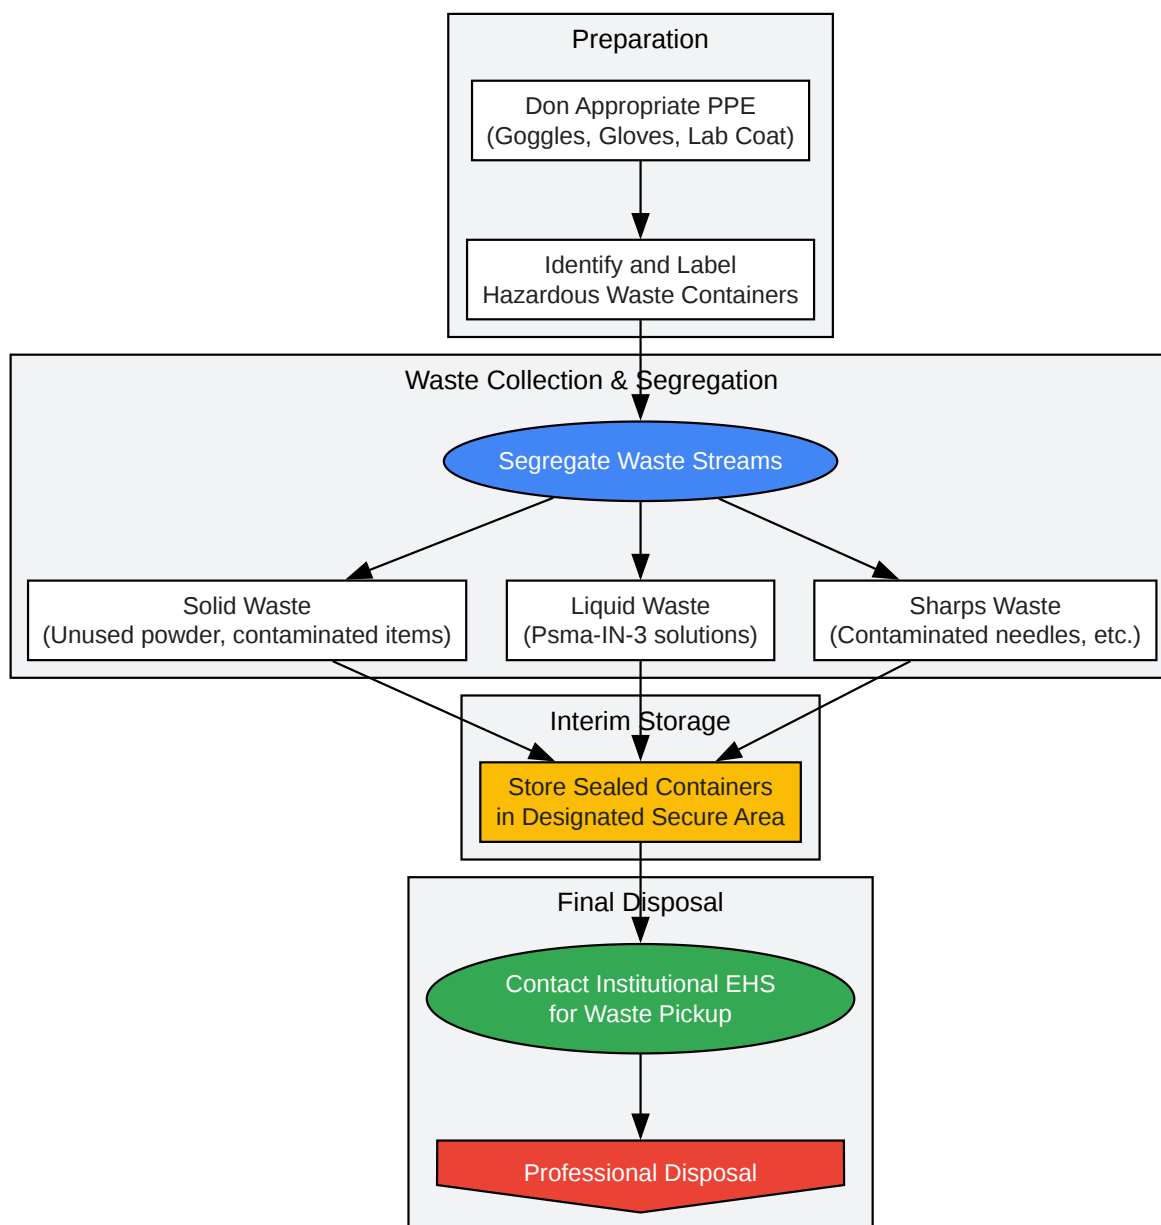 Preparation
Don Appropriate PPE
(Goggles, Gloves, Lab Coat)
Identify and Label
Hazardous Waste Containers
Waste Collection & Segregation
Segregate Waste Streams
Solid Waste
(Unused powder, contaminated items)
Liquid Waste
(Psma-IN-3 solutions)
Sharps Waste
(Contaminated needles, etc.)
Interim Storage
Store Sealed Containers
in Designated Secure Area
Final Disposal
Contact Institutional EHS
for Waste Pickup
Professional Disposal